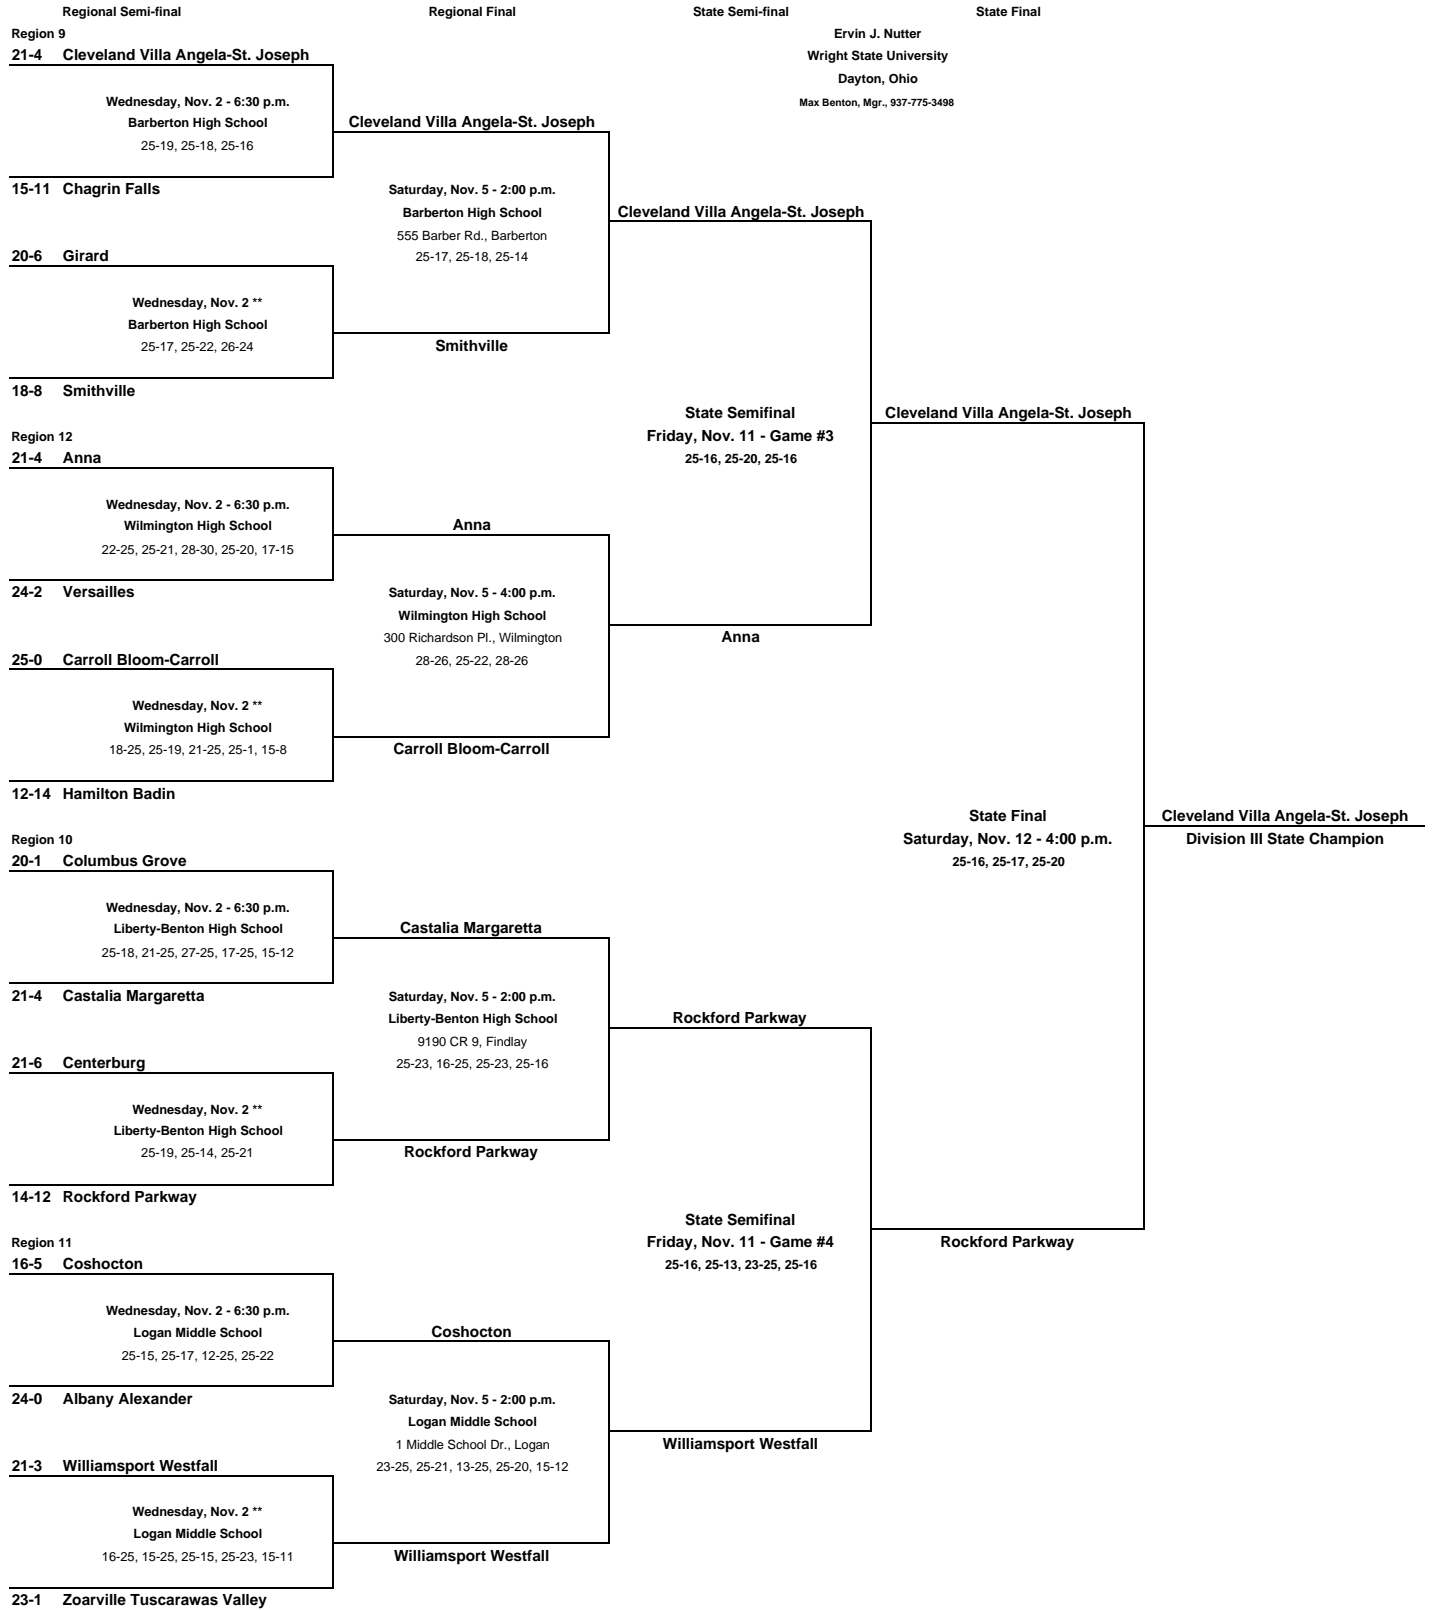 Regional Semi-final
Regional Final
State Semi-final
State Final
Ervin J. Nutter
Wright State University
Dayton, Ohio
Max Benton, Mgr., 937-775-3498
Region 9
21-4 Cleveland Villa Angela-St. Joseph
Wednesday, Nov. 2 - 6:30 p.m.
Barberton High School
25-19, 25-18, 25-16
15-11 Chagrin Falls
20-6 Girard
Wednesday, Nov. 2 **
Barberton High School
25-17, 25-22, 26-24
18-8 Smithville
Region 12
21-4 Anna
Wednesday, Nov. 2 - 6:30 p.m.
Wilmington High School
22-25, 25-21, 28-30, 25-20, 17-15
24-2 Versailles
25-0 Carroll Bloom-Carroll
Wednesday, Nov. 2 **
Wilmington High School
18-25, 25-19, 21-25, 25-1, 15-8
12-14 Hamilton Badin
Region 10
20-1 Columbus Grove
Wednesday, Nov. 2 - 6:30 p.m.
Liberty-Benton High School
25-18, 21-25, 27-25, 17-25, 15-12
21-4 Castalia Margaretta
21-6 Centerburg
Wednesday, Nov. 2 **
Liberty-Benton High School
25-19, 25-14, 25-21
14-12 Rockford Parkway
Region 11
16-5 Coshocton
Wednesday, Nov. 2 - 6:30 p.m.
Logan Middle School
25-15, 25-17, 12-25, 25-22
24-0 Albany Alexander
21-3 Williamsport Westfall
Wednesday, Nov. 2 **
Logan Middle School
16-25, 15-25, 25-15, 25-23, 15-11
23-1 Zoarville Tuscarawas Valley
Cleveland Villa Angela-St. Joseph
Saturday, Nov. 5 - 2:00 p.m.
Barberton High School
555 Barber Rd., Barberton
25-17, 25-18, 25-14
Smithville
Anna
Saturday, Nov. 5 - 4:00 p.m.
Wilmington High School
300 Richardson Pl., Wilmington
28-26, 25-22, 28-26
Carroll Bloom-Carroll
Castalia Margaretta
Saturday, Nov. 5 - 2:00 p.m.
Liberty-Benton High School
9190 CR 9, Findlay
25-23, 16-25, 25-23, 25-16
Rockford Parkway
Coshocton
Saturday, Nov. 5 - 2:00 p.m.
Logan Middle School
1 Middle School Dr., Logan
23-25, 25-21, 13-25, 25-20, 15-12
Williamsport Westfall
Cleveland Villa Angela-St. Joseph
State Semifinal
Friday, Nov. 11 - Game #3
25-16, 25-20, 25-16
Anna
Rockford Parkway
State Semifinal
Friday, Nov. 11 - Game #4
25-16, 25-13, 23-25, 25-16
Williamsport Westfall
Cleveland Villa Angela-St. Joseph
State Final
Saturday, Nov. 12 - 4:00 p.m.
25-16, 25-17, 25-20
Rockford Parkway
Cleveland Villa Angela-St. Joseph
Division III State Champion